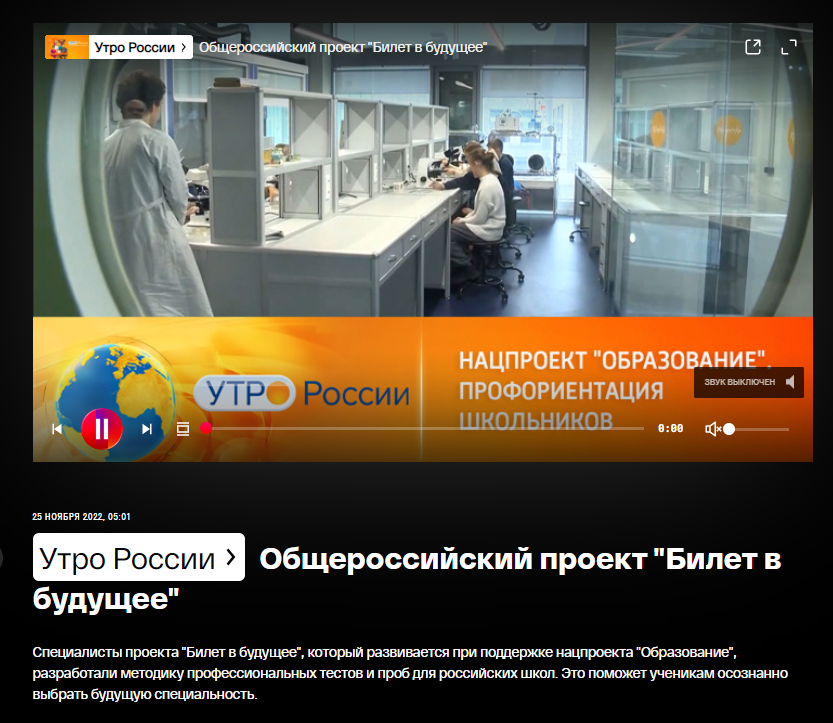 Утро России › Общероссийский проект "Билет в будущее"
НАЦПРОЕКТ "ОБРАЗОВАНИЕ".
УТРО России
ПРОФОРИЕНТАЦИЯ
ЗВУК ВЫКЛЮЧЕН
ШКОЛЬНИКОВ
0:00
25 НОЯБРЯ 2022, 05:01
Утро России › Общероссийский проект "Билет в
будущее"
Специалисты проекта "Билет в будущее", который развивается при поддержке нацпроекта "Образование",
разработали методику профессиональных тестов и проб для российских школ. Это поможет ученикам осознанно
выбрать будущую специальность.